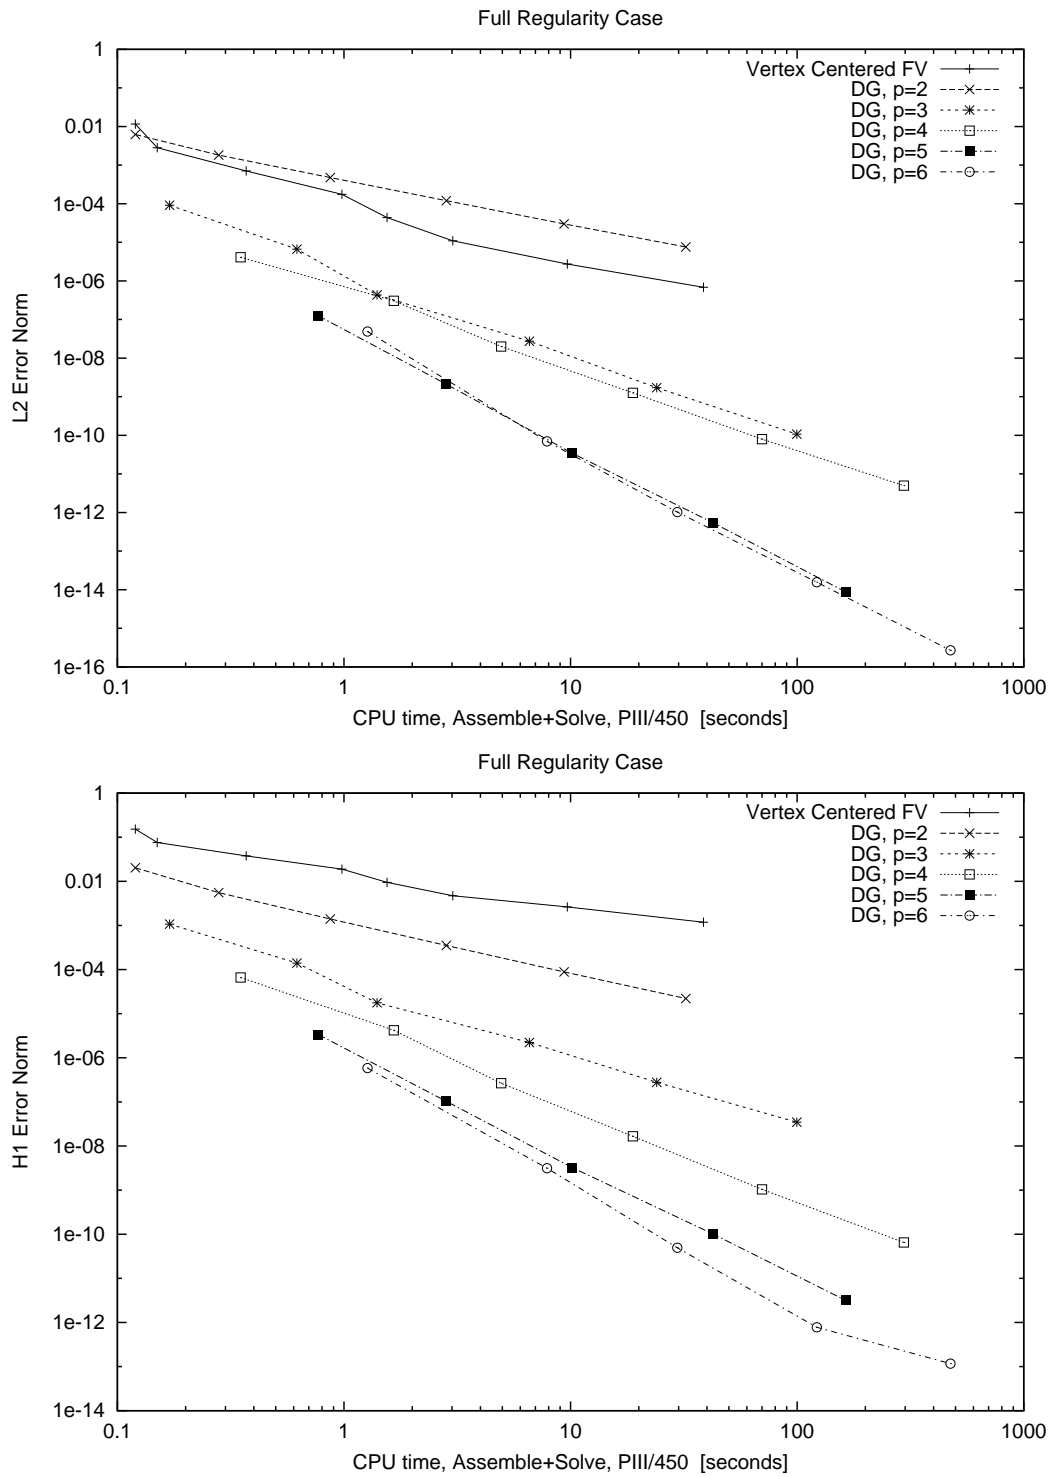 Full Regularity Case
1
0.01
1e-04
1e-06
1e-08
1e-10
1e-12
1e-14
1e-16
L2 Error Norm
Vertex Centered FV
DG, p=2
DG, p=3
DG, p=4
DG, p=5
DG, p=6
0.1 1 10 100 1000
CPU time, Assemble+Solve, PIII/450 [seconds]
Full Regularity Case
1
0.01
1e-04
1e-06
1e-08
1e-10
1e-12
1e-14
H1 Error Norm
Vertex Centered FV
DG, p=2
DG, p=3
DG, p=4
DG, p=5
DG, p=6
0.1 1 10 100 1000
CPU time, Assemble+Solve, PIII/450 [seconds]